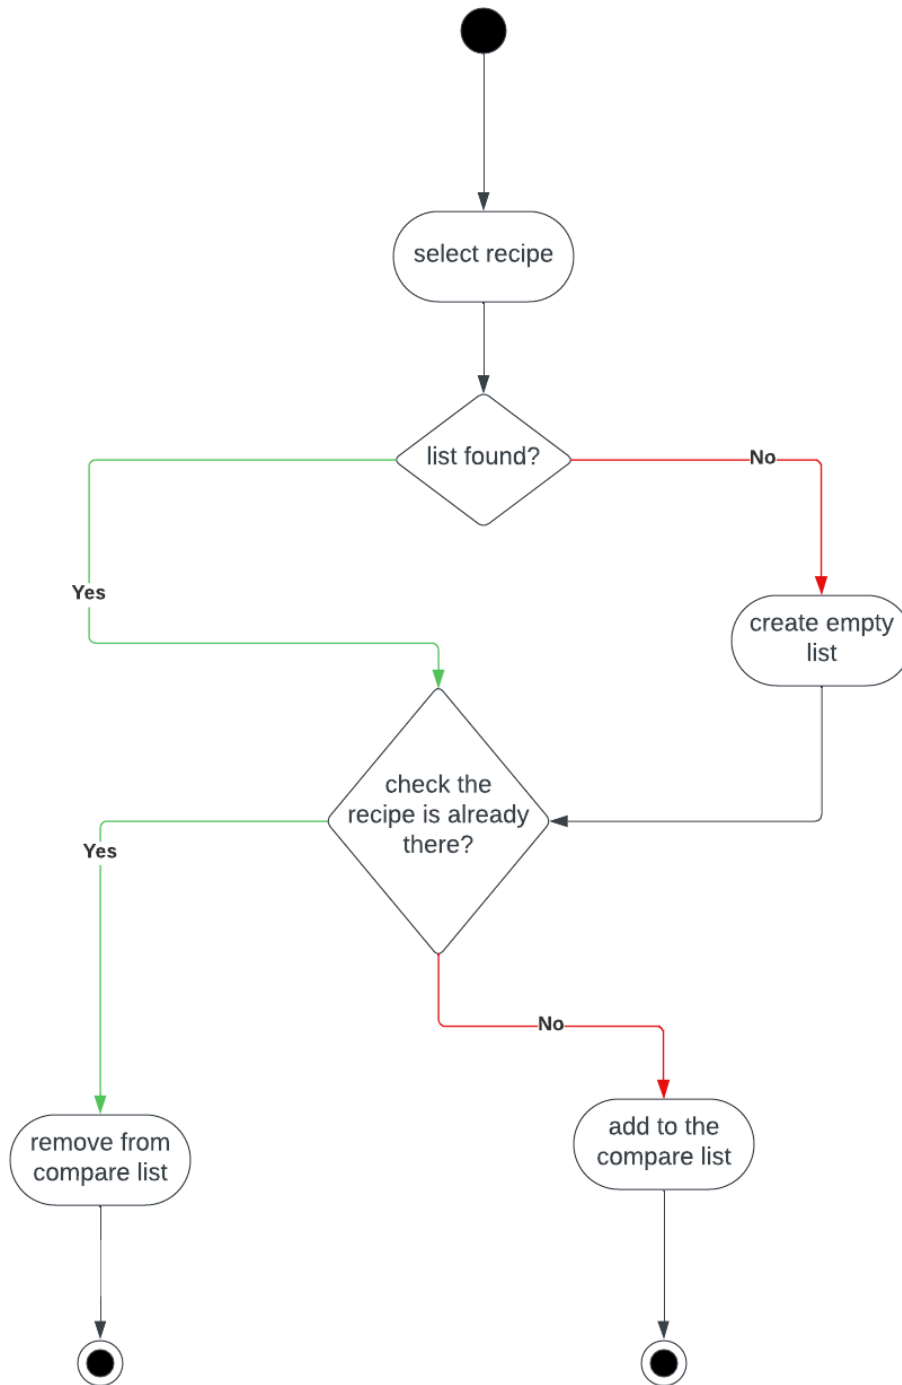 select recipe
list found?
No
Yes
create empty
list
check the
recipe is already
there?
Yes
No
remove from
compare list
add to the
compare list